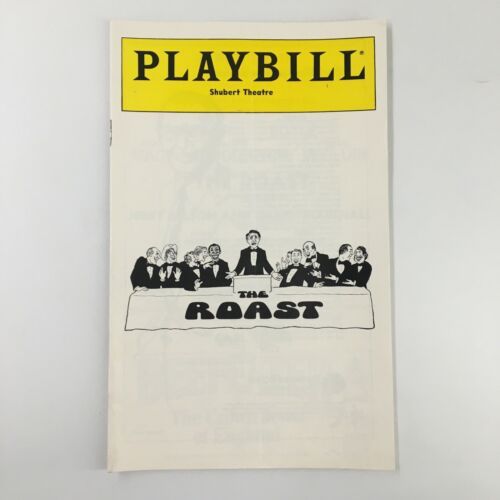 PLAYBILL®
Shubert Theatre
THE
ROAST